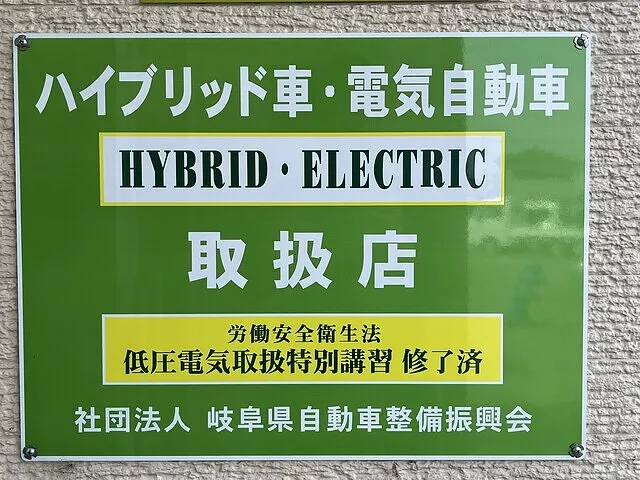 ハイブリッド車・電気自動車
HYBRID・ELECTRIC
取扱店
労働安全衛生法
低圧電気取扱特別講習 修了済
社団法人 岐阜県自動車整備振興会